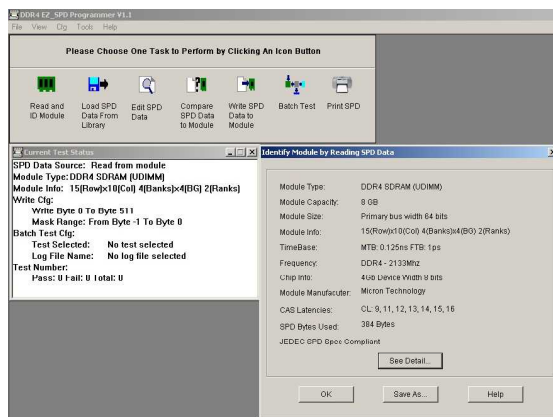 DDR4 EZ_SPD Programmer V1.1
File View Cfg Tools Help
Please Choose One Task to Perform by Clicking An Icon Button
Read and ID Module
Load SPD Data From Library
Edit SPD Data
Compare SPD Data to Module
Write SPD Data to Module
Batch Test
Print SPD
Current Test Status
SPD Data Source: Read from module
Module Type: DDR4 SDRAM (UDIMM)
Module Info: 15(Row)x10(Col) 4(Banks)x4(BG) 2(Ranks)
Write Cfg:
Write Byte 0 To Byte 511
Mask Range: From Byte -1 To Byte 0
Batch Test Cfg:
Test Selected: No test selected
Log File Name: No log file selected
Test Number:
Pass: 0 Fail: 0 Total: 0
Identify Module by Reading SPD Data
Module Type: DDR4 SDRAM (UDIMM)
Module Capacity: 8 GB
Module Size: Primary bus width 64 bits
Module Info: 15(Row)x10(Col) 4(Banks)x4(BG) 2(Ranks)
TimeBase: MTB: 0.125ns FTB: 1ps
Frequency: DDR4 - 2133Mhz
Chip Info: 4Gb Device Width 8 bits
Module Manufacuter: Micron Technology
CAS Latencies: CL: 9, 11, 12, 13, 14, 15, 16
SPD Bytes Used: 384 Bytes
JEDEC SPD Spec Compliant
See Detail...
OK Save As... Help